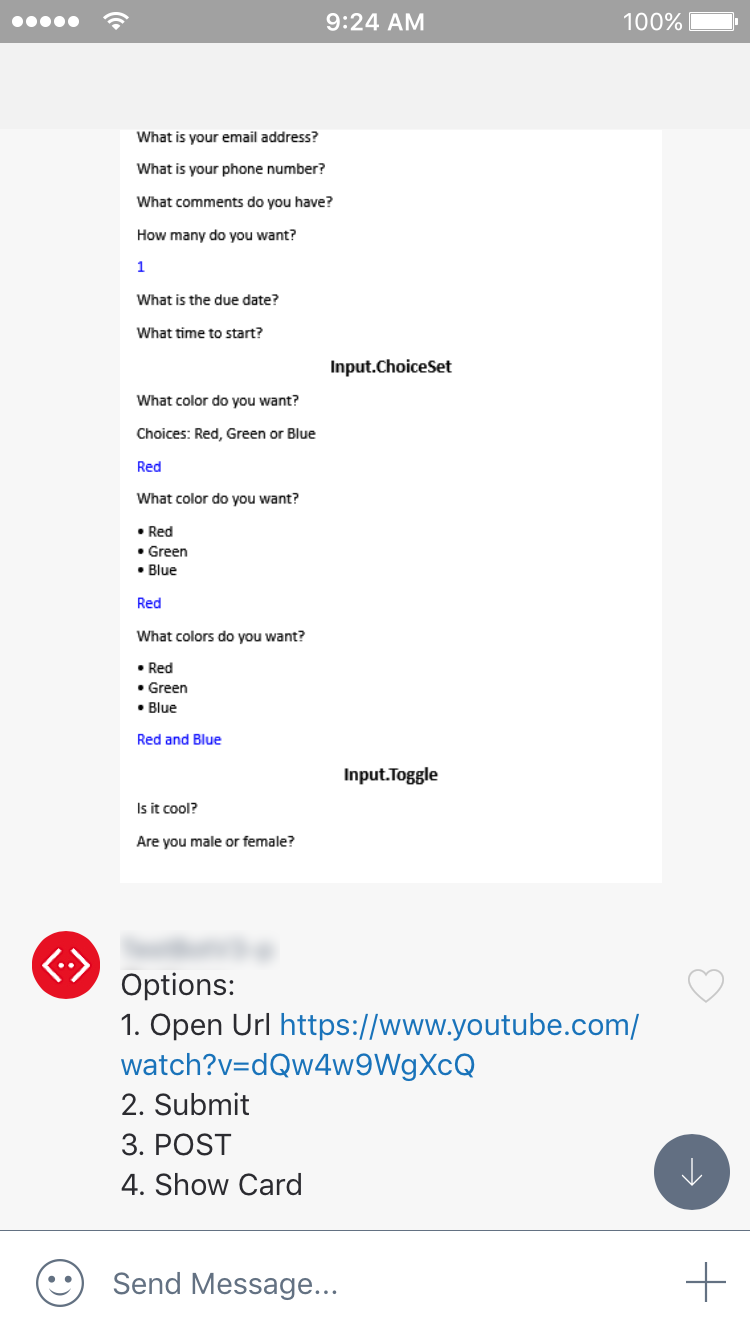 9:24 AM
100%
What is your email address?
What is your phone number?
What comments do you have?
How many do you want?
1
What is the due date?
What time to start?
Input.ChoiceSet
What color do you want?
Choices: Red, Green or Blue
Red
What color do you want?
• Red
• Green
• Blue
Red
What colors do you want?
• Red
• Green
• Blue
Red and Blue
Input.Toggle
Is it cool?
Are you male or female?
Options:
1. Open Url https://www.youtube.com/
watch?v=dQw4w9WgXcQ
2. Submit
3. POST
4. Show Card
Send Message...